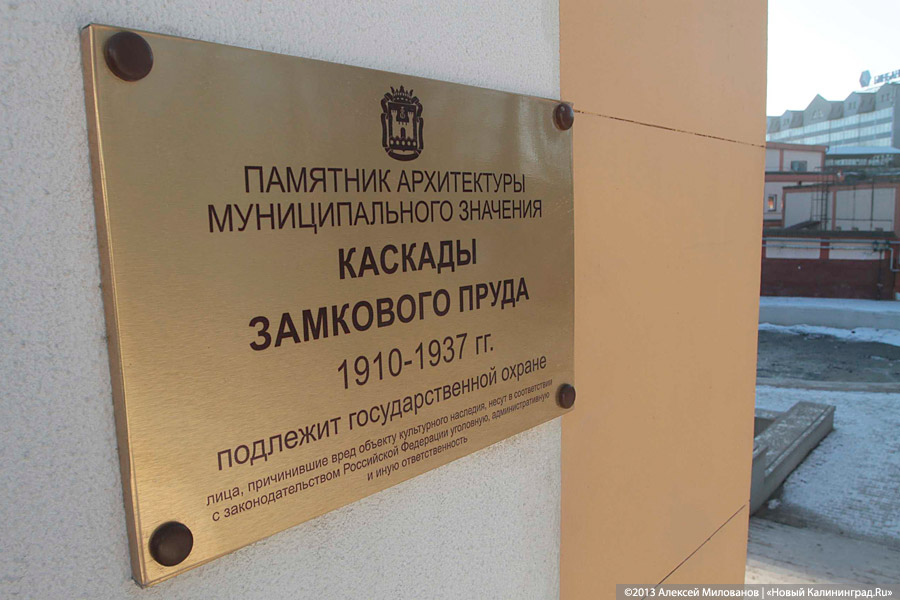 ПАМЯТНИК АРХИТЕКТУРЫ
МУНИЦИПАЛЬНОГО ЗНАЧЕНИЯ
КАСКАДЫ
ЗАМКОВОГО ПРУДА
1910-1937 гг.
подлежит государственной охране
лица, причинившие вред объекту культурного наследия, несут в соответствии
с законодательством Российской Федерации уголовную, административную
и иную ответственность
©2013 Алексей Милованов | «Новый Калининград.Ru»